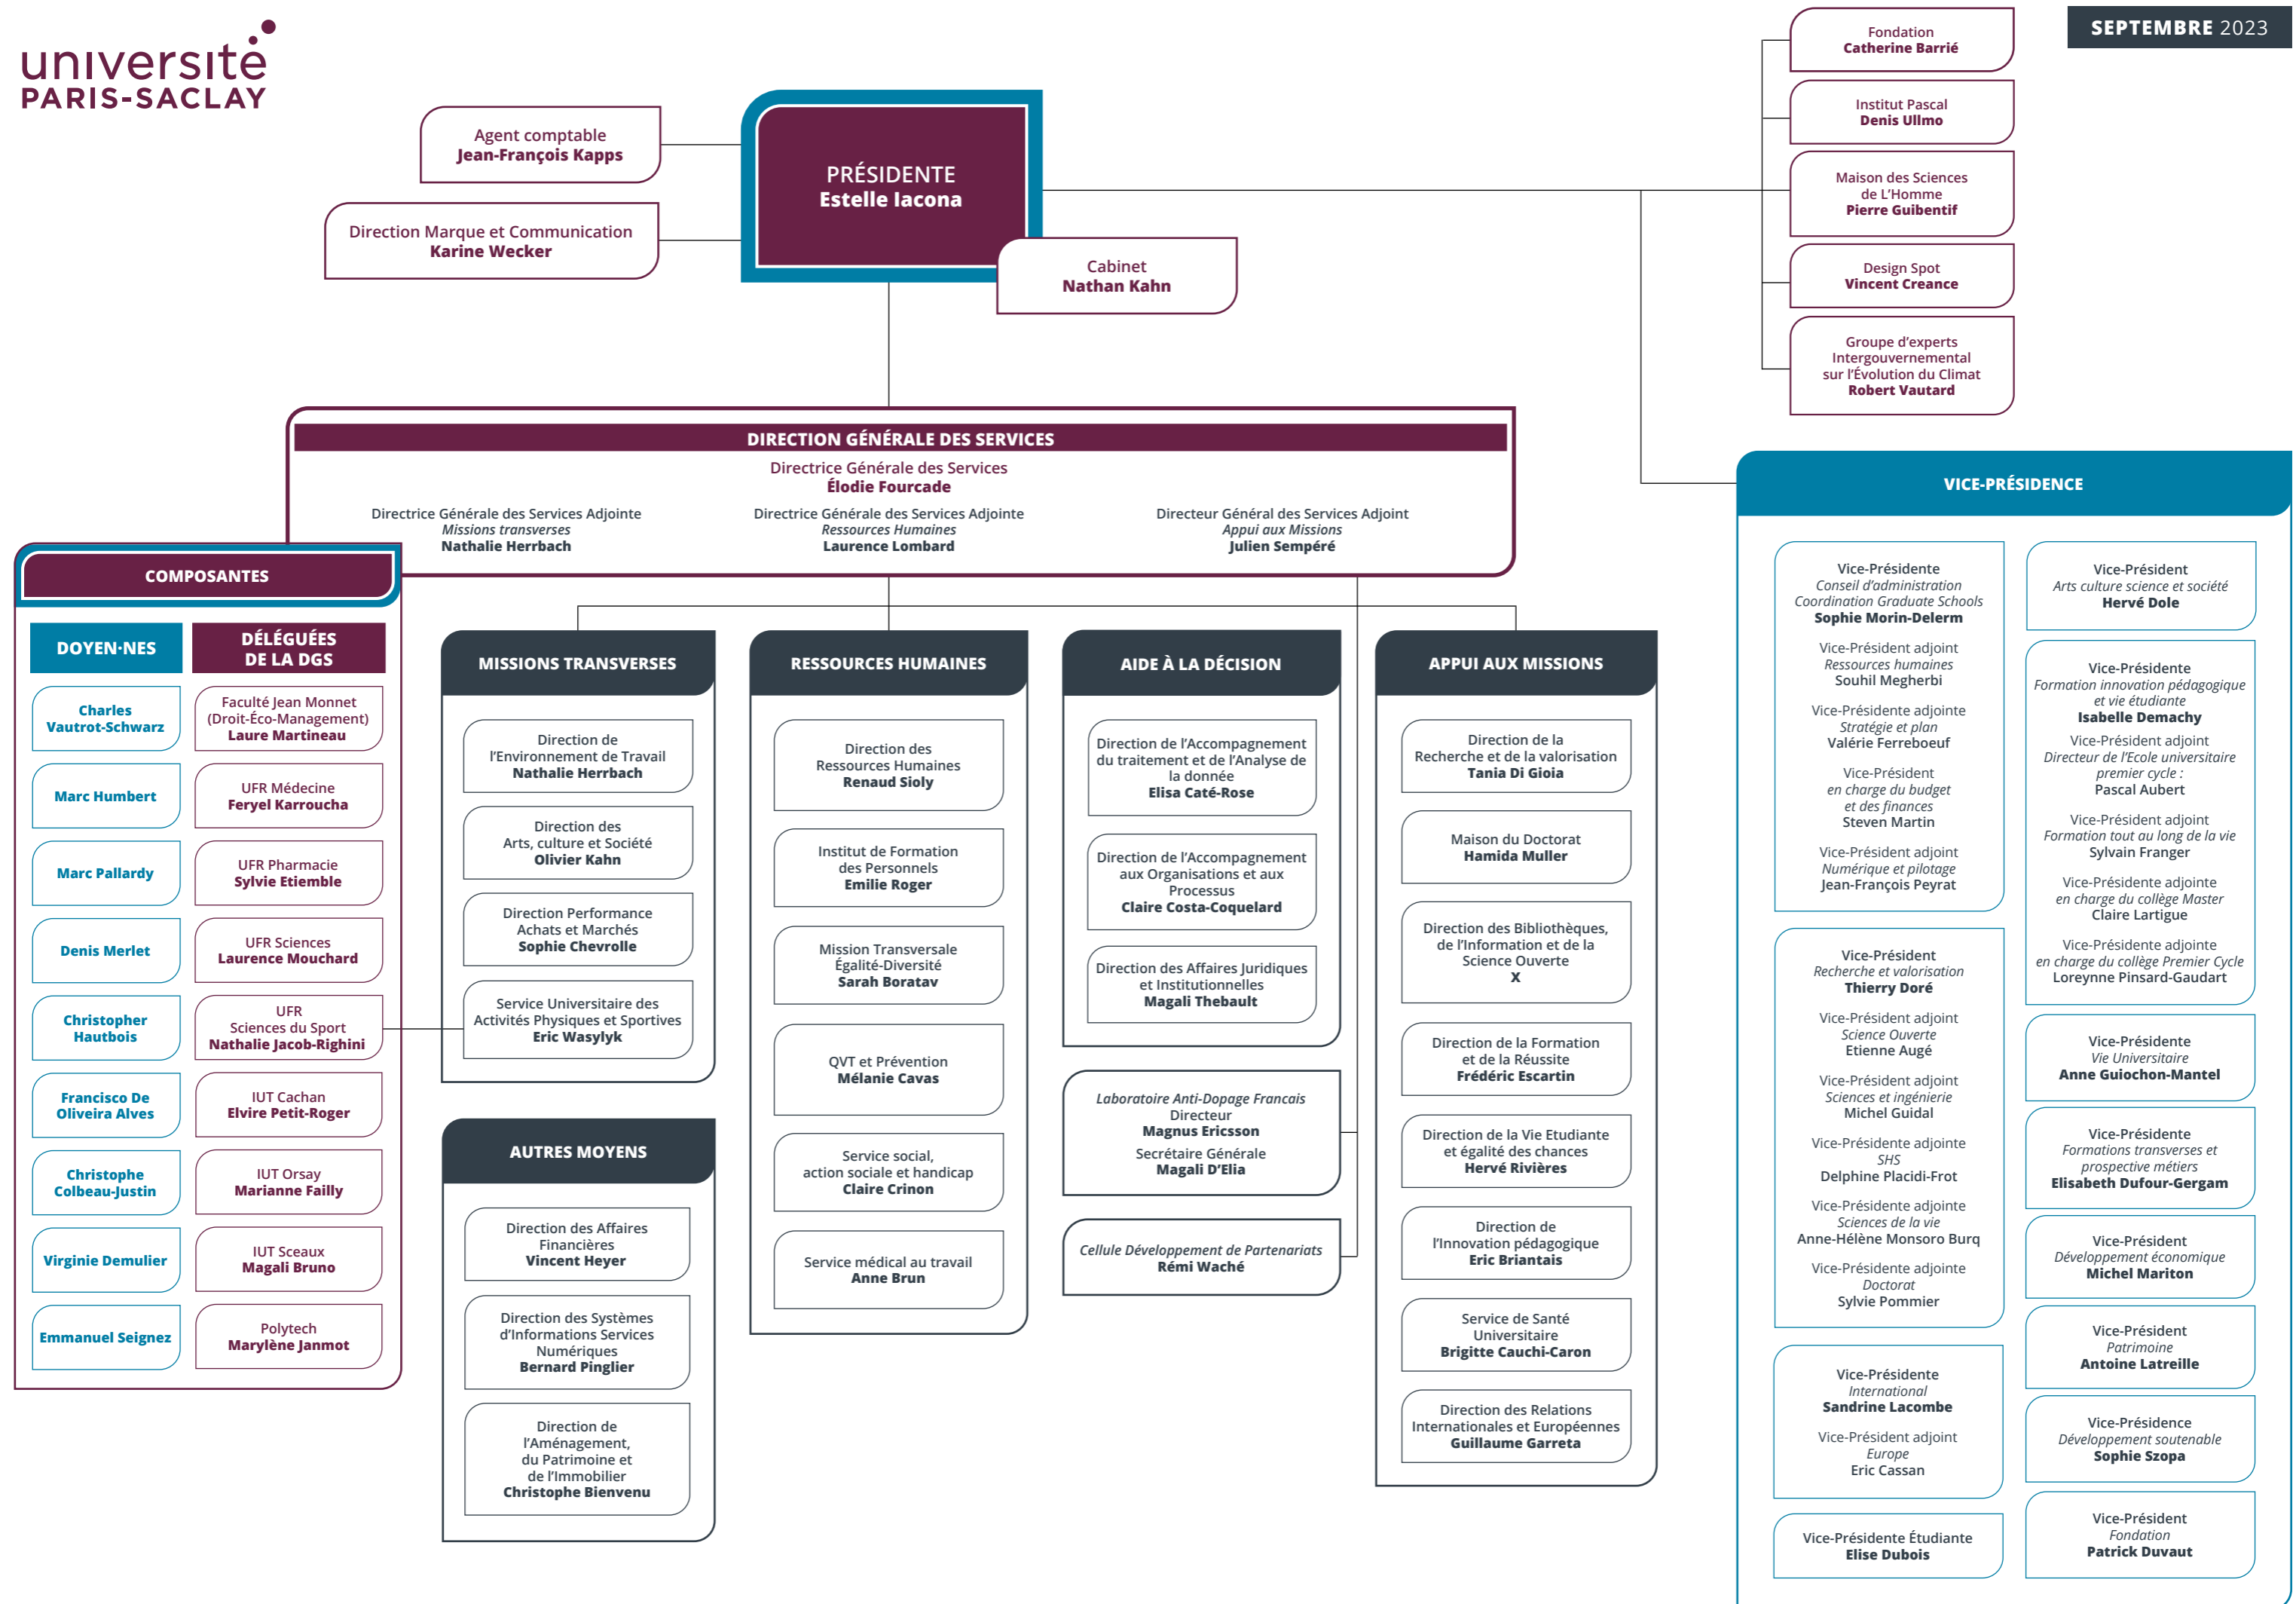 université
PARIS-SACLAY
SEPTEMBRE 2023
Agent comptable
Jean-François Kapps
Direction Marque et Communication
Karine Wecker
PRÉSIDENTE
Estelle Iacona
Cabinet
Nathan Kahn
Fondation
Catherine Barrié
Institut Pascal
Denis Ullmo
Maison des Sciences
de L'Homme
Pierre Guibentif
Design Spot
Vincent Creance
Groupe d'experts
Intergouvernemental
sur l'Évolution du Climat
Robert Vautard
DIRECTION GÉNÉRALE DES SERVICES
Directrice Générale des Services
Élodie Fourcade
Directrice Générale des Services Adjointe
Missions transverses
Nathalie Herrbach
Directrice Générale des Services Adjointe
Ressources Humaines
Laurence Lombard
Directeur Général des Services Adjoint
Appui aux Missions
Julien Sempéré
COMPOSANTES
DOYEN·NES
DÉLÉGUÉES
DE LA DGS
Charles
Vautrot-Schwarz
Faculté Jean Monnet
(Droit-Éco-Management)
Laure Martineau
Marc Humbert
UFR Médecine
Feryel Karroucha
Marc Pallardy
UFR Pharmacie
Sylvie Etiemble
Denis Merlet
UFR Sciences
Laurence Mouchard
Christopher
Hautbois
UFR
Sciences du Sport
Nathalie Jacob-Righini
Francisco De
Oliveira Alves
IUT Cachan
Elvire Petit-Roger
Christophe
Colbeau-Justin
IUT Orsay
Marianne Failly
Virginie Demulier
IUT Sceaux
Magali Bruno
Emmanuel Seignez
Polytech
Marylène Janmot
MISSIONS TRANSVERSES
Direction de
l'Environnement de Travail
Nathalie Herrbach
Direction des
Arts, culture et Société
Olivier Kahn
Direction Performance
Achats et Marchés
Sophie Chevrolle
Service Universitaire des
Activités Physiques et Sportives
Eric Wasylyk
AUTRES MOYENS
Direction des Affaires
Financières
Vincent Heyer
Direction des Systèmes
d'Informations Services
Numériques
Bernard Pinglier
Direction de
l'Aménagement,
du Patrimoine et
de l'Immobilier
Christophe Bienvenu
RESSOURCES HUMAINES
Direction des
Ressources Humaines
Renaud Sioly
Institut de Formation
des Personnels
Emilie Roger
Mission Transversale
Égalité-Diversité
Sarah Boratav
QVT et Prévention
Mélanie Cavas
Service social,
action sociale et handicap
Claire Crinon
Service médical au travail
Anne Brun
AIDE À LA DÉCISION
Direction de l'Accompagnement
du traitement et de l'Analyse de
la donnée
Elisa Caté-Rose
Direction de l'Accompagnement
aux Organisations et aux
Processus
Claire Costa-Coquelard
Direction des Affaires Juridiques
et Institutionnelles
Magali Thebault
Laboratoire Anti-Dopage Francais
Directeur
Magnus Ericsson
Secrétaire Générale
Magali D'Elia
Cellule Développement de Partenariats
Rémi Waché
APPUI AUX MISSIONS
Direction de la
Recherche et de la valorisation
Tania Di Gioia
Maison du Doctorat
Hamida Muller
Direction des Bibliothèques,
de l'Information et de la
Science Ouverte
X
Direction de la Formation
et de la Réussite
Frédéric Escartin
Direction de la Vie Etudiante
et égalité des chances
Hervé Rivières
Direction de
l'Innovation pédagogique
Eric Briantais
Service de Santé
Universitaire
Brigitte Cauchi-Caron
Direction des Relations
Internationales et Européennes
Guillaume Garreta
VICE-PRÉSIDENCE
Vice-Présidente
Conseil d'administration
Coordination Graduate Schools
Sophie Morin-Delerm
Vice-Président adjoint
Ressources humaines
Souhil Megherbi
Vice-Présidente adjointe
Stratégie et plan
Valérie Ferreboeuf
Vice-Président
en charge du budget
et des finances
Steven Martin
Vice-Président adjoint
Numérique et pilotage
Jean-François Peyrat
Vice-Président
Recherche et valorisation
Thierry Doré
Vice-Président adjoint
Science Ouverte
Etienne Augé
Vice-Président adjoint
Sciences et ingénierie
Michel Guidal
Vice-Présidente adjointe
SHS
Delphine Placidi-Frot
Vice-Présidente adjointe
Sciences de la vie
Anne-Hélène Monsoro Burq
Vice-Présidente adjointe
Doctorat
Sylvie Pommier
Vice-Présidente
International
Sandrine Lacombe
Vice-Président adjoint
Europe
Eric Cassan
Vice-Présidente Étudiante
Elise Dubois
Vice-Président
Arts culture science et société
Hervé Dole
Vice-Présidente
Formation innovation pédagogique
et vie étudiante
Isabelle Demachy
Vice-Président adjoint
Directeur de l'Ecole universitaire
premier cycle :
Pascal Aubert
Vice-Président adjoint
Formation tout au long de la vie
Sylvain Franger
Vice-Présidente adjointe
en charge du collège Master
Claire Lartigue
Vice-Présidente adjointe
en charge du collège Premier Cycle
Loreynne Pinsard-Gaudart
Vice-Présidente
Vie Universitaire
Anne Guiochon-Mantel
Vice-Présidente
Formations transverses et
prospective métiers
Elisabeth Dufour-Gergam
Vice-Président
Développement économique
Michel Mariton
Vice-Président
Patrimoine
Antoine Latreille
Vice-Présidence
Développement soutenable
Sophie Szopa
Vice-Président
Fondation
Patrick Duvaut